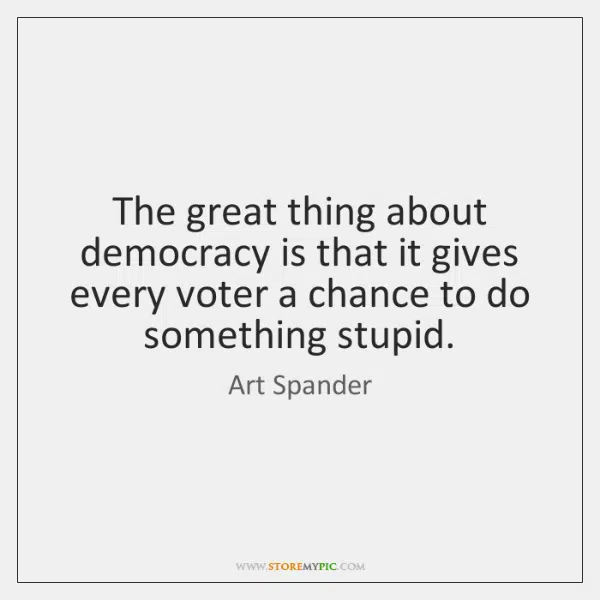 The great thing about
democracy is that it gives
every voter a chance to do
something stupid.
Art Spander
WWW.STOREMYPIC.COM